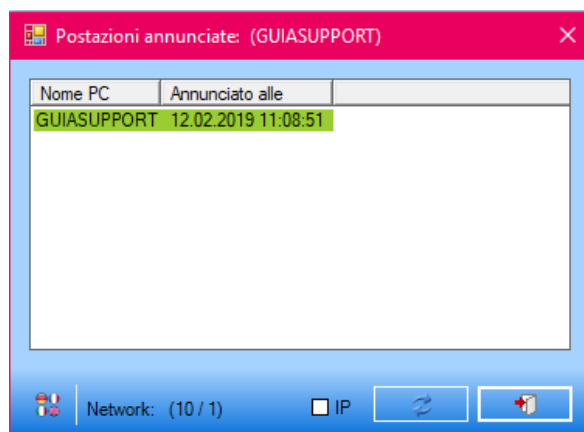 Postazioni annunciate: (GUIASUPPORT)
Nome PC Annunciato alle
GUIASUPPORT 12.02.2019 11:08:51
Network: (10 / 1) IP